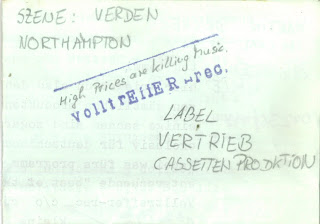 SZENE: VERDEN
NORTHAMPTON
High Prices are killing Music.
VolltrEffER-rec.
LABEL
VERTRIEB
CASSETTEN PRODUKTION